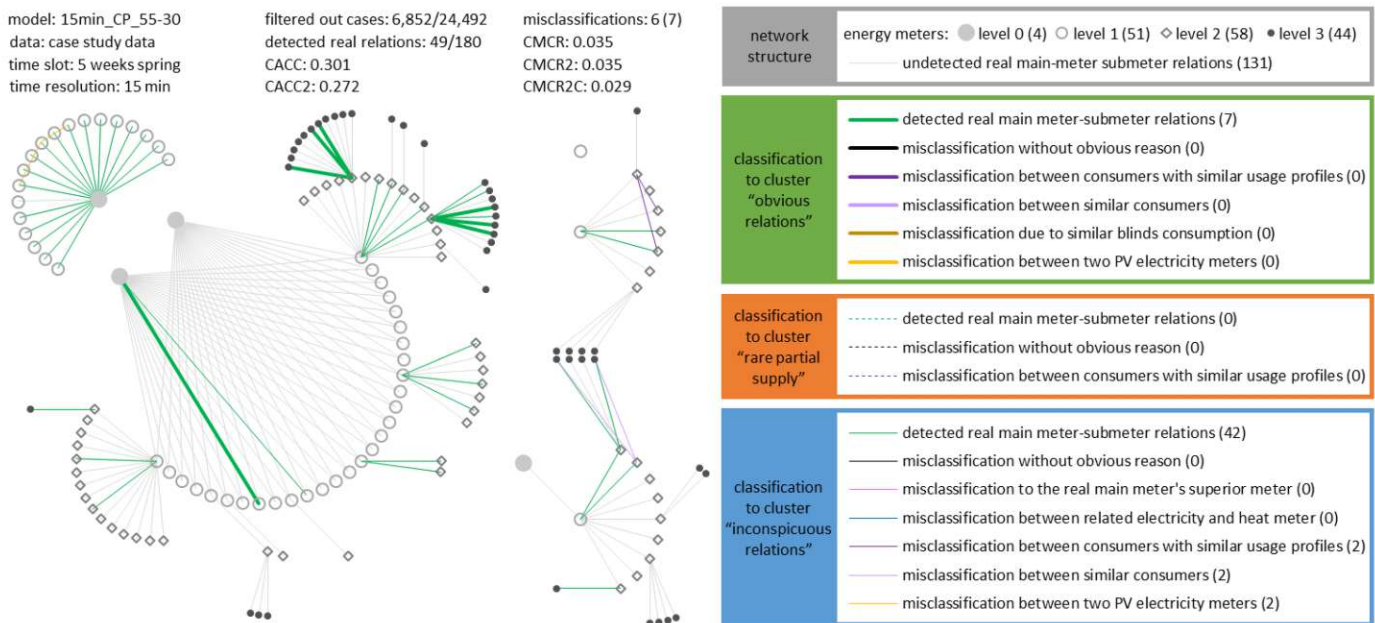 model: 15min_CP_55-30
data: case study data
time slot: 5 weeks spring
time resolution: 15 min
filtered out cases: 6,852/24,492
detected real relations: 49/180
CACC: 0.301
CACC2: 0.272
misclassifications: 6 (7)
CMCR: 0.035
CMCR2: 0.035
CMCR2C: 0.029
network
structure
energy meters: level 0 (4) level 1 (51) level 2 (58) level 3 (44)
undetected real main-meter submeter relations (131)
classification
to cluster
“obvious
relations”
detected real main meter-submeter relations (7)
misclassification without obvious reason (0)
misclassification between consumers with similar usage profiles (0)
misclassification between similar consumers (0)
misclassification due to similar blinds consumption (0)
misclassification between two PV electricity meters (0)
classification
to cluster
“rare partial
supply”
detected real main meter-submeter relations (0)
misclassification without obvious reason (0)
misclassification between consumers with similar usage profiles (0)
classification
to cluster
“inconspicuous
relations”
detected real main meter-submeter relations (42)
misclassification without obvious reason (0)
misclassification to the real main meter's superior meter (0)
misclassification between related electricity and heat meter (0)
misclassification between consumers with similar usage profiles (2)
misclassification between similar consumers (2)
misclassification between two PV electricity meters (2)